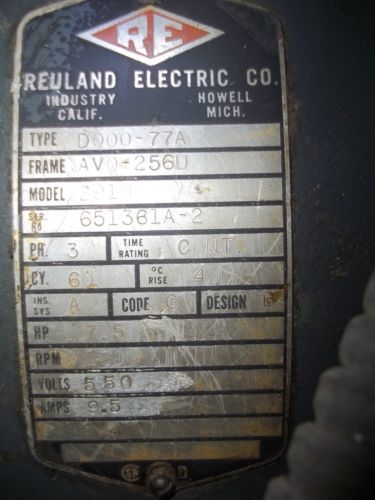 RE
REULAND ELECTRIC CO.
INDUSTRY CALIF. HOWELL MICH.
TYPE D000-77A
FRAME 256U
MODEL
SER. NO 651361A-2
PH. 3 TIME RATING CONT.
CY. °C RISE
INS. SYS. A CODE G DESIGN B
HP 7.5
RPM
VOLTS 550
AMPS 9.5